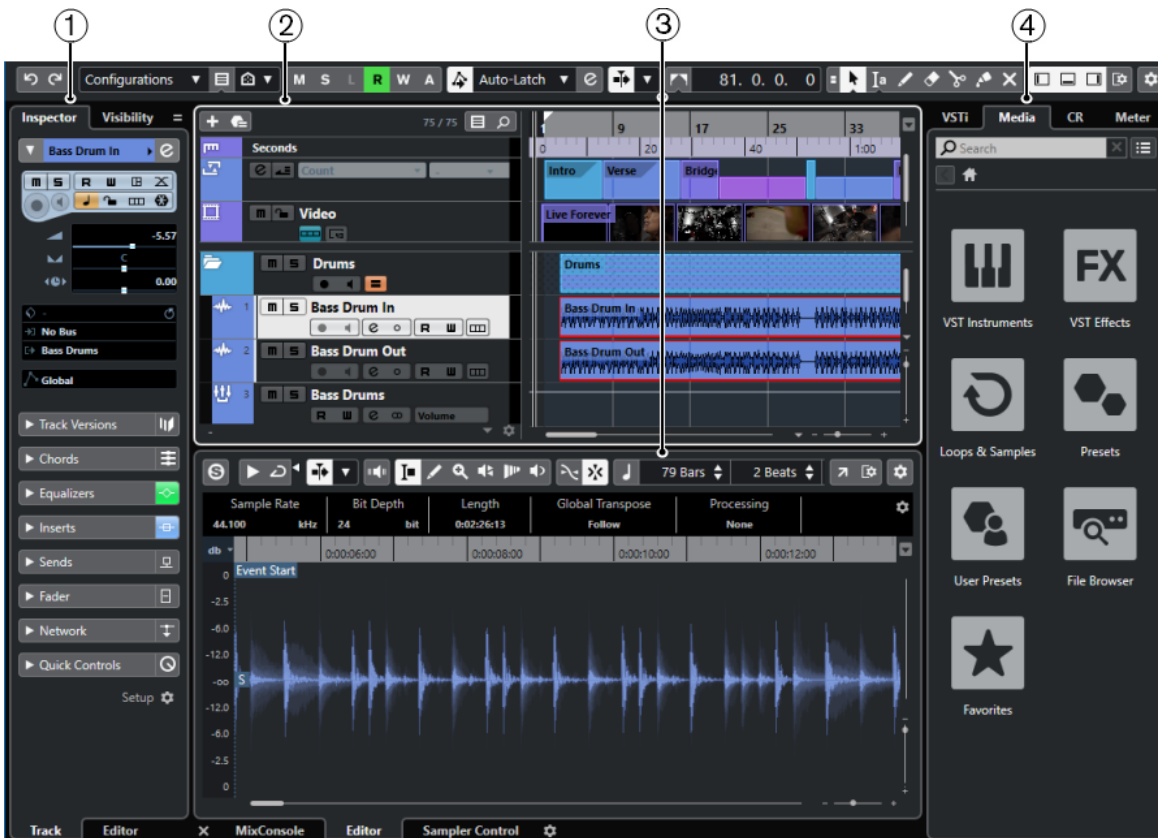 1 2 3 4
Configurations M S L R W A Auto-Latch 81. 0. 0. 0
Inspector Visibility
Bass Drum In
m S R W
-5.57
C
0.00
-
No Bus
Bass Drums
Global
Track Versions
Chords
Equalizers
Inserts
Sends
Fader
Network
Quick Controls
Setup
Track Editor
75 / 75
Seconds
Count -
m Video
m S Drums
1 m S Bass Drum In
R W
2 m S Bass Drum Out
R W
3 m S Bass Drums
R W Volume
-
1 9 17 25 33
0 20 40 1:00
Intro Verse Bridge
Live Forever
Drums
Bass Drum In
Bass Drum Out
79 Bars 2 Beats
Sample Rate Bit Depth Length Global Transpose Processing
44.100 kHz 24 bit 0:02:26:13 Follow None
db 0:00:06:00 0:00:08:00 0:00:10:00 0:00:12:00
Event Start
0
-2.5
-6.0
-12.0
-oo S
-12.0
-6.0
-2.5
0
MixConsole Editor Sampler Control
VSTi Media CR Meter
Search
VST Instruments FX VST Effects
Loops & Samples Presets
User Presets File Browser
Favorites